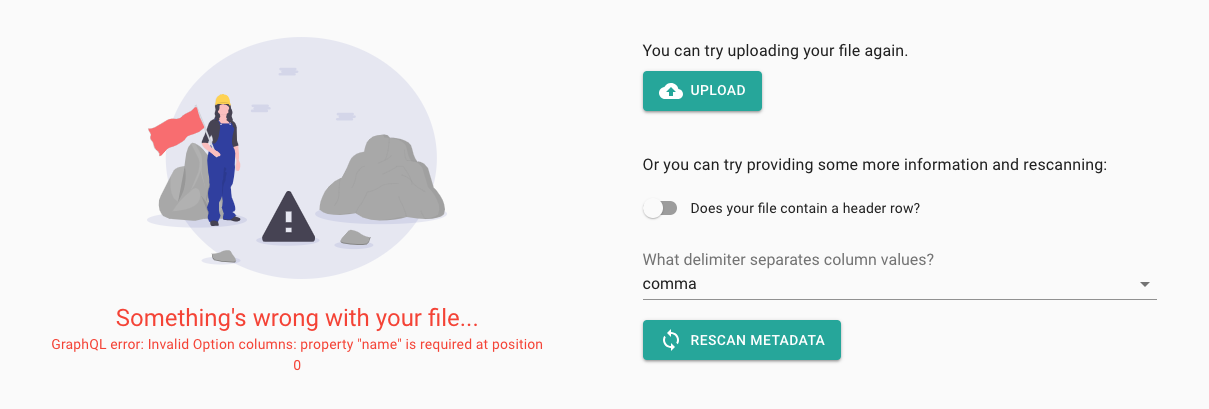 You can try uploading your file again.
UPLOAD
Or you can try providing some more information and rescanning:
Does your file contain a header row?
What delimiter separates column values?
comma
RESCAN METADATA
Something's wrong with your file...
GraphQL error: Invalid Option columns: property "name" is required at position
0